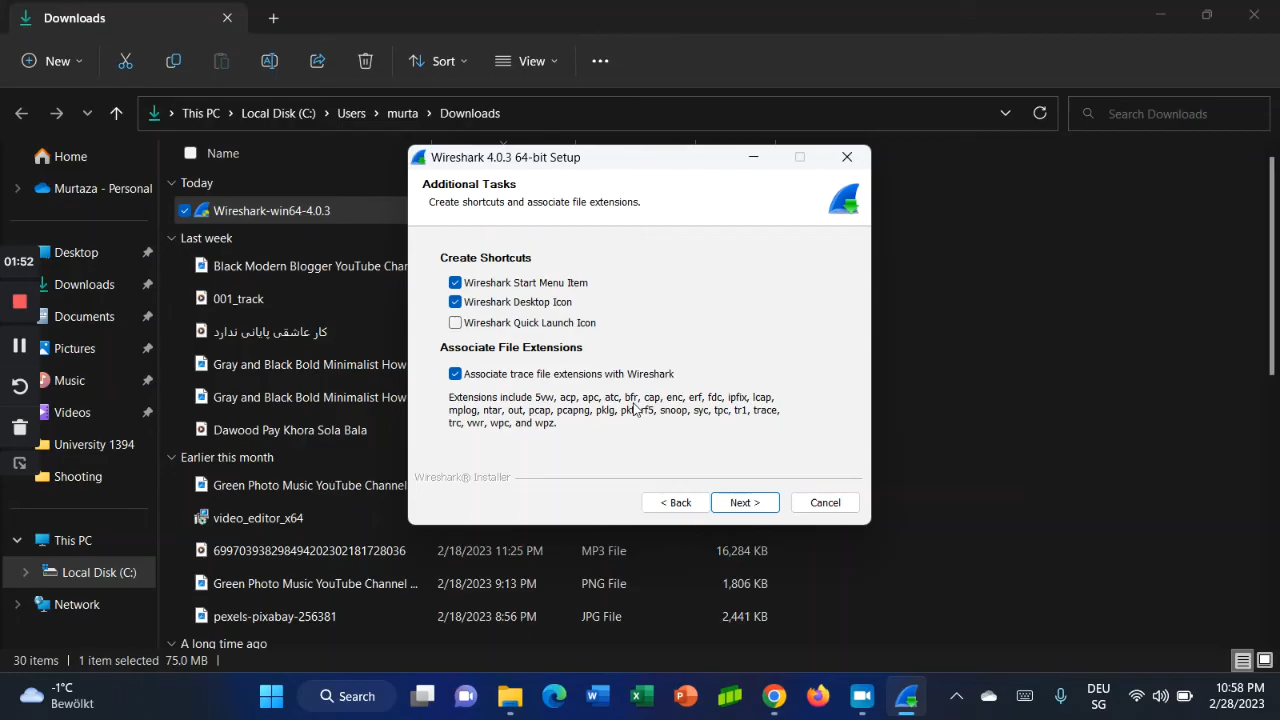 Downloads
New
Sort
View
This PC
Local Disk (C:)
Users
murta
Downloads
Search Downloads
Home
Murtaza - Personal
01:52
Desktop
Downloads
Documents
Pictures
Music
Videos
University 1394
Shooting
This PC
Local Disk (C:)
Network
Name
Today
Wireshark-win64-4.0.3
Last week
Black Modern Blogger YouTube Char
001_track
کار عاشقی پایانی ندارد
Gray and Black Bold Minimalist How
Gray and Black Bold Minimalist How
Dawood Pay Khora Sola Bala
Earlier this month
Green Photo Music YouTube Channel
video_editor_x64
69970393829849420230218172803​6 2/18/2023 11:25 PM MP3 File 16,284 KB
Green Photo Music YouTube Channel ... 2/18/2023 9:13 PM PNG File 1,806 KB
pexels-pixabay-256381 2/18/2023 8:56 PM JPG File 2,441 KB
A long time ago
Wireshark 4.0.3 64-bit Setup
Additional Tasks
Create shortcuts and associate file extensions.
Create Shortcuts
Wireshark Start Menu Item
Wireshark Desktop Icon
Wireshark Quick Launch Icon
Associate File Extensions
Associate trace file extensions with Wireshark
Extensions include 5vw, acp, apc, atc, bfr, cap, enc, erf, fdc, ipfix, lcap,
mplog, ntar, out, pcap, pcapng, pklg, rf5, snoop, syc, tpc, tr1, trace,
trc, vwr, wpc, and wpz.
Wireshark® Installer
< Back
Next >
Cancel
30 items 1 item selected 75.0 MB
-1°C
Bewölkt
Search
DEU
SG
10:58 PM
2/28/2023